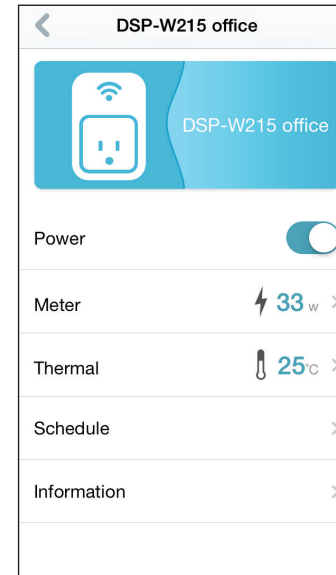 DSP-W215 office
DSP-W215 office
Power
Meter 33 w
Thermal 25°C
Schedule
Information